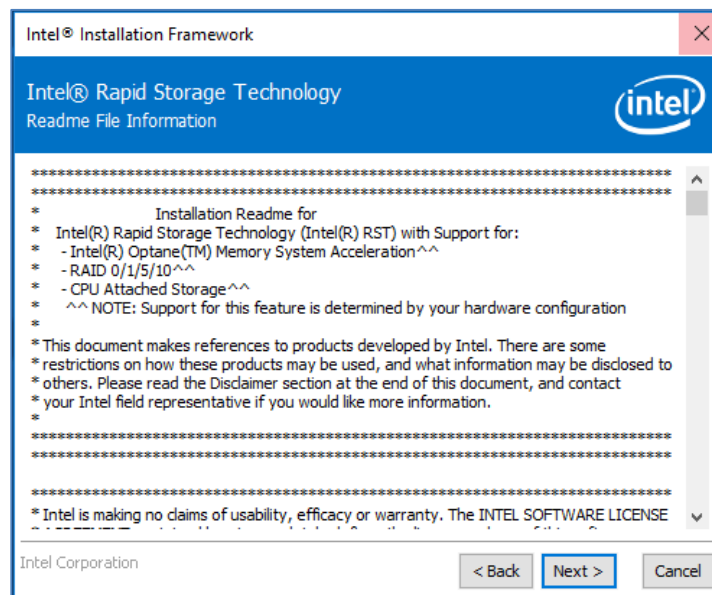 Intel® Installation Framework
Intel® Rapid Storage Technology
Readme File Information
intel
*******************************************************************************
*******************************************************************************
* Installation Readme for
* Intel(R) Rapid Storage Technology (Intel(R) RST) with Support for:
* - Intel(R) Optane(TM) Memory System Acceleration^^
* - RAID 0/1/5/10^^
* - CPU Attached Storage^^
* ^^ NOTE: Support for this feature is determined by your hardware configuration
*
* This document makes references to products developed by Intel. There are some
* restrictions on how these products may be used, and what information may be disclosed to
* others. Please read the Disclaimer section at the end of this document, and contact
* your Intel field representative if you would like more information.
*
*******************************************************************************
*******************************************************************************
*******************************************************************************
* Intel is making no claims of usability, efficacy or warranty. The INTEL SOFTWARE LICENSE
Intel Corporation
< Back
Next >
Cancel